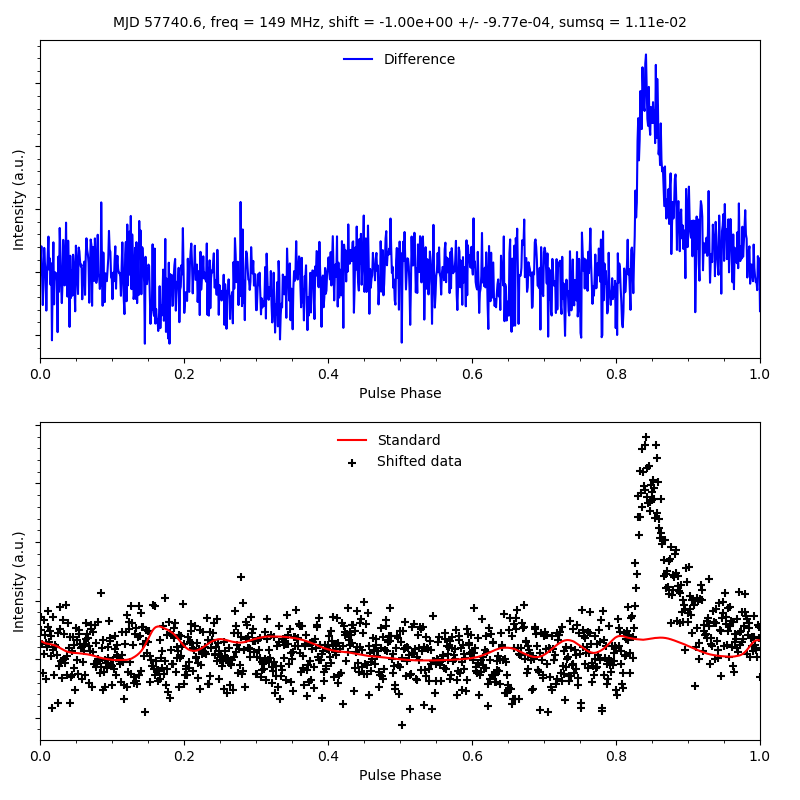 MJD 57740.6, freq = 149 MHz, shift = -1.00e+00 +/- -9.77e-04, sumsq = 1.11e-02
Difference
Intensity (a.u.)
0.0 0.2 0.4 0.6 0.8 1.0
Pulse Phase
Standard
Shifted data
Intensity (a.u.)
0.0 0.2 0.4 0.6 0.8 1.0
Pulse Phase